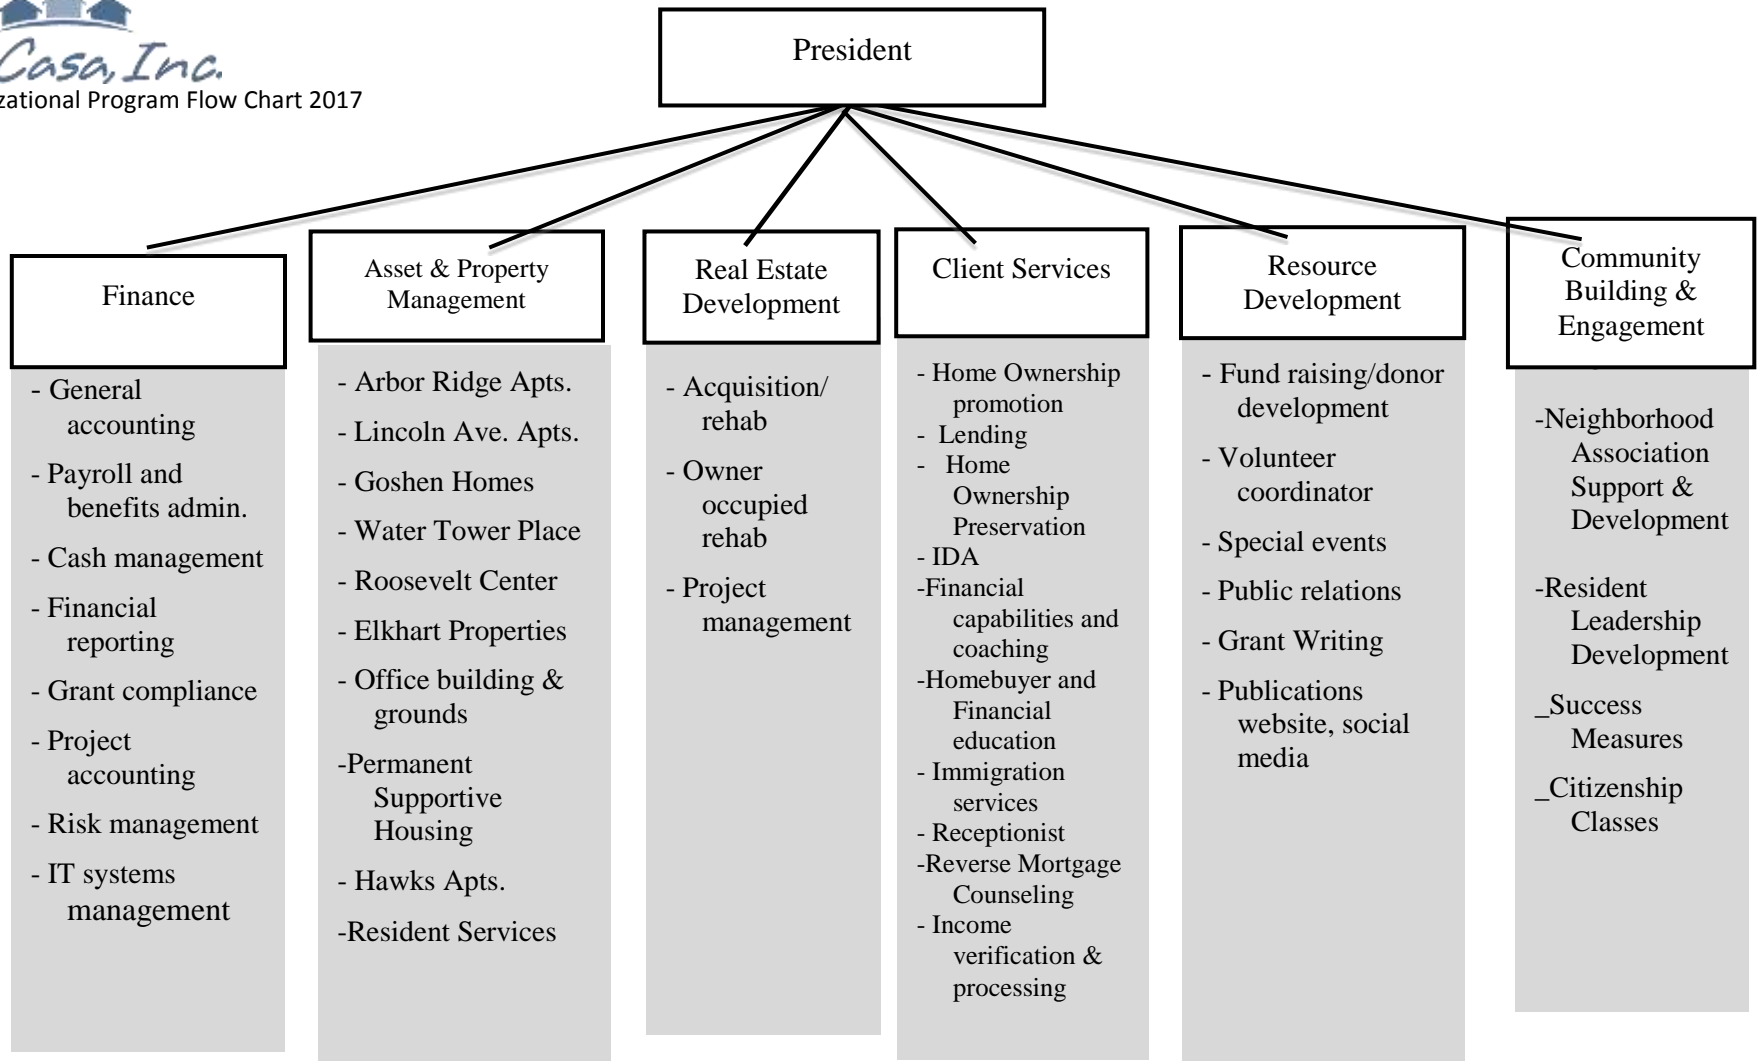 Casa, Inc.
zational Program Flow Chart 2017
President
Finance
- General
accounting
- Payroll and
benefits admin.
- Cash management
- Financial
reporting
- Grant compliance
- Project
accounting
- Risk management
- IT systems
management
Asset & Property
Management
- Arbor Ridge Apts.
- Lincoln Ave. Apts.
- Goshen Homes
- Water Tower Place
- Roosevelt Center
- Elkhart Properties
- Office building &
grounds
-Permanent
Supportive
Housing
- Hawks Apts.
-Resident Services
Real Estate
Development
- Acquisition/
rehab
- Owner
occupied
rehab
- Project
management
Client Services
- Home Ownership
promotion
- Lending
- Home
Ownership
Preservation
- IDA
-Financial
capabilities and
coaching
-Homebuyer and
Financial
education
- Immigration
services
- Receptionist
-Reverse Mortgage
Counseling
- Income
verification &
processing
Resource
Development
- Fund raising/donor
development
- Volunteer
coordinator
- Special events
- Public relations
- Grant Writing
- Publications
website, social
media
Community
Building &
Engagement
-Neighborhood
Association
Support &
Development
-Resident
Leadership
Development
_Success
Measures
_Citizenship
Classes